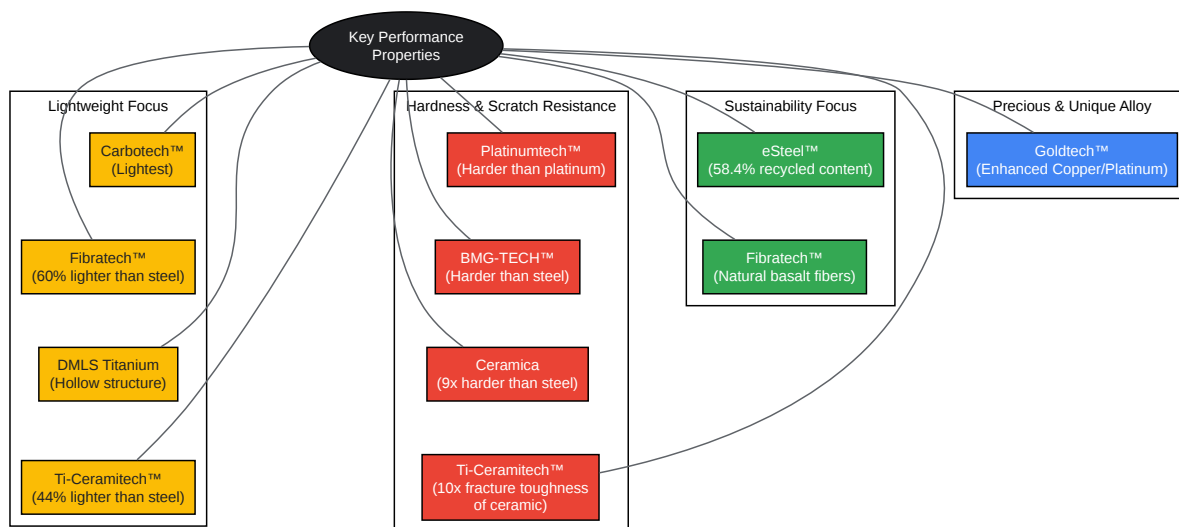 Key Performance
Properties
Lightweight Focus
Carbotech™
(Lightest)
Fibratech™
(60% lighter than steel)
DMLS Titanium
(Hollow structure)
Ti-Ceramitech™
(44% lighter than steel)
Hardness & Scratch Resistance
Platinumtech™
(Harder than platinum)
BMG-TECH™
(Harder than steel)
Ceramica
(9x harder than steel)
Ti-Ceramitech™
(10x fracture toughness
of ceramic)
Sustainability Focus
eSteel™
(58.4% recycled content)
Fibratech™
(Natural basalt fibers)
Precious & Unique Alloy
Goldtech™
(Enhanced Copper/Platinum)